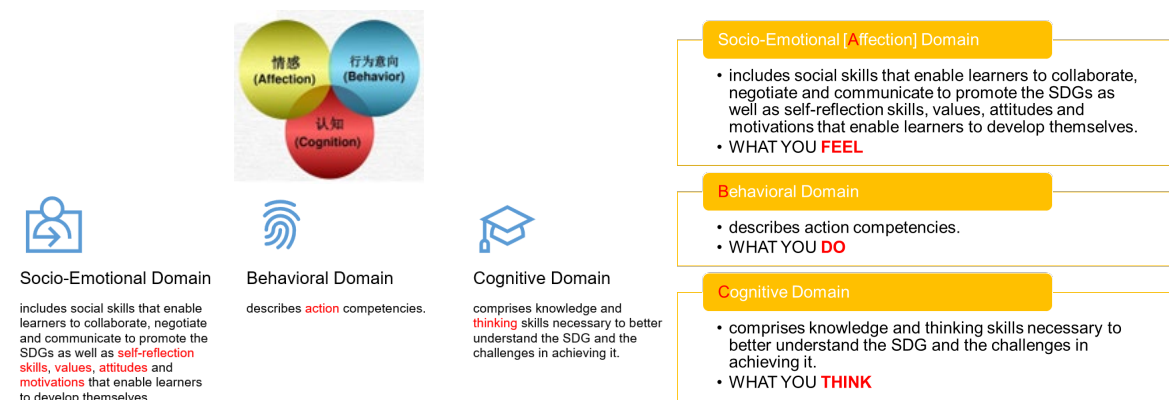 情感
(Affection)
行为意向
(Behavior)
认知
(Cognition)
Socio-Emotional Domain
includes social skills that enable
learners to collaborate, negotiate
and communicate to promote the
SDGs as well as self-reflection
skills, values, attitudes and
motivations that enable learners
to develop themselves
Behavioral Domain
describes action competencies.
Cognitive Domain
comprises knowledge and
thinking skills necessary to better
understand the SDG and the
challenges in achieving it.
Socio-Emotional [Affection] Domain
• includes social skills that enable learners to collaborate,
negotiate and communicate to promote the SDGs as
well as self-reflection skills, values, attitudes and
motivations that enable learners to develop themselves.
• WHAT YOU FEEL
Behavioral Domain
• describes action competencies.
• WHAT YOU DO
Cognitive Domain
• comprises knowledge and thinking skills necessary to
better understand the SDG and the challenges in
achieving it.
• WHAT YOU THINK